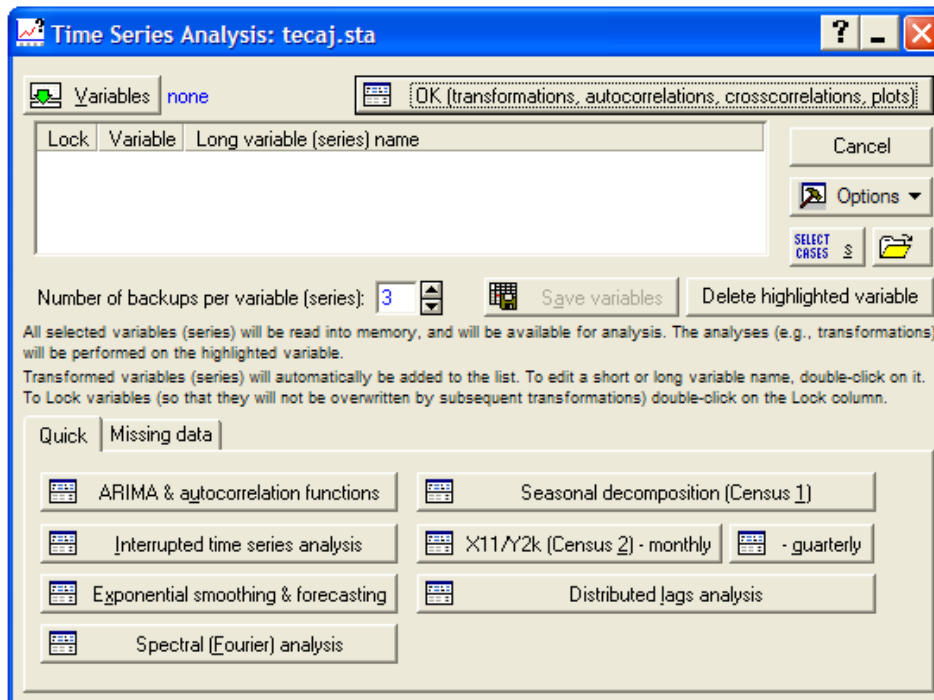 Time Series Analysis: tecaj.sta
Variables none
OK (transformations, autocorrelations, crosscorrelations, plots)
Lock Variable Long variable (series) name
Cancel
Options
SELECT CASES S
Number of backups per variable (series): 3
Save variables
Delete highlighted variable
All selected variables (series) will be read into memory, and will be available for analysis. The analyses (e.g., transformations)
will be performed on the highlighted variable.
Transformed variables (series) will automatically be added to the list. To edit a short or long variable name, double-click on it.
To Lock variables (so that they will not be overwritten by subsequent transformations) double-click on the Lock column.
Quick Missing data
ARIMA & autocorrelation functions
Seasonal decomposition (Census 1)
Interrupted time series analysis
X11/Y2k (Census 2) - monthly
- quarterly
Exponential smoothing & forecasting
Distributed lags analysis
Spectral (Fourier) analysis